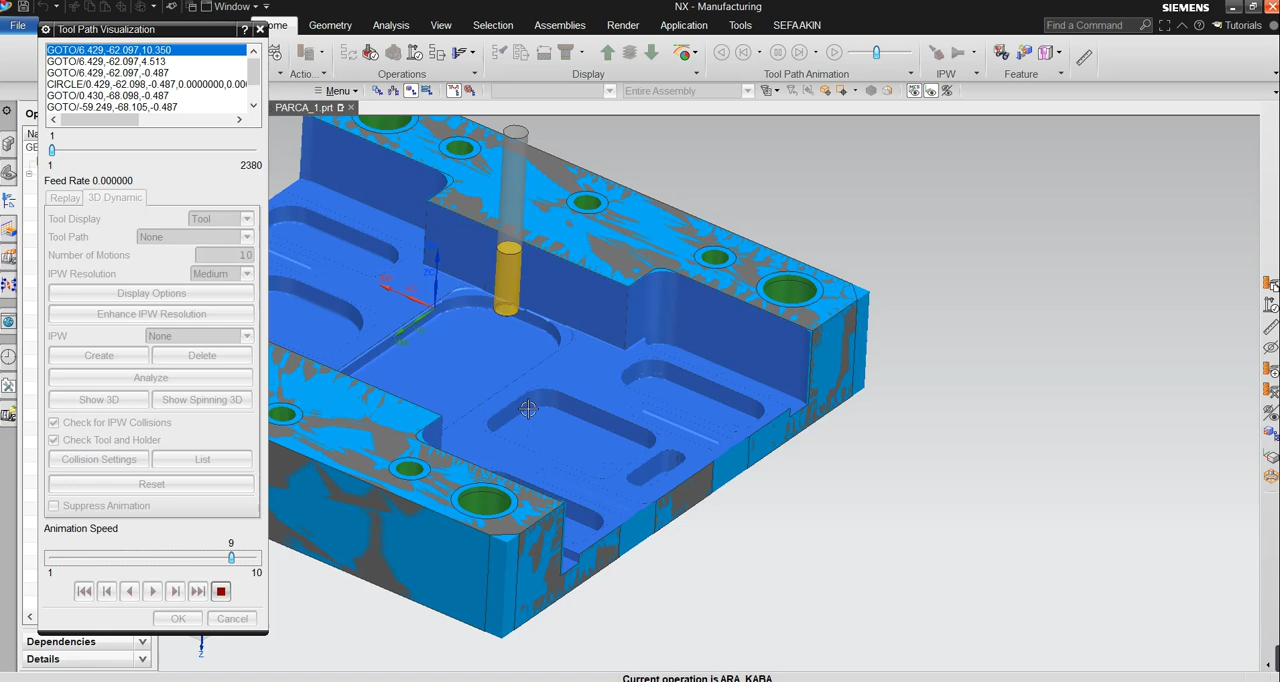 Window
NX - Manufacturing
SIEMENS
File
ome
Geometry
Analysis
View
Selection
Assemblies
Render
Application
Tools
SEFAAKIN
Find a Command
Tutorials
Tool Path Visualization
GOTO/6.429,-62.097,10.350
GOTO/6.429,-62.097,4.513
GOTO/6.429,-62.097,-0.487
CIRCLE/0.429,-62.098,-0.487,0.0000000,0.00
GOTO/0.430,-68.098,-0.487
GOTO/-59.249,-68.105,-0.487
Actio...
Operations
Display
Tool Path Animation
IPW
Feature
Menu
Entire Assembly
PARCA_1.prt
Op
Na
GE
1
1
2380
Feed Rate 0.000000
Replay
3D Dynamic
Tool Display
Tool
Tool Path
None
Number of Motions
10
IPW Resolution
Medium
Display Options
Enhance IPW Resolution
IPW
None
Create
Delete
Analyze
Show 3D
Show Spinning 3D
Check for IPW Collisions
Check Tool and Holder
Collision Settings
List
Reset
Suppress Animation
Animation Speed
9
1
10
OK
Cancel
Dependencies
Details
ZC
Z
Current operation is ARA_KABA